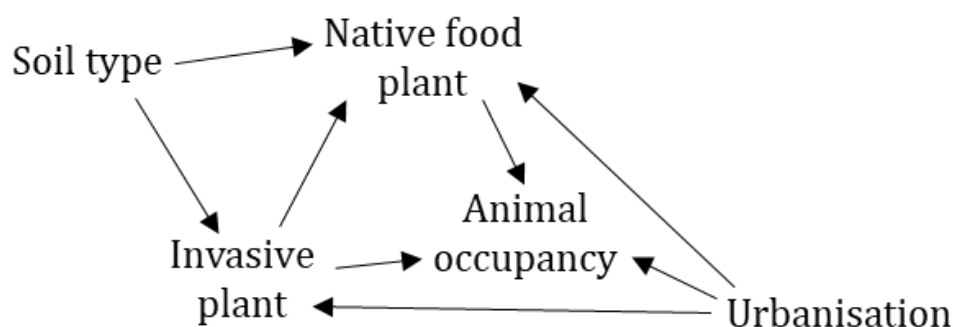 Soil type
Native food
plant
Animal
occupancy
Invasive
plant
Urbanisation